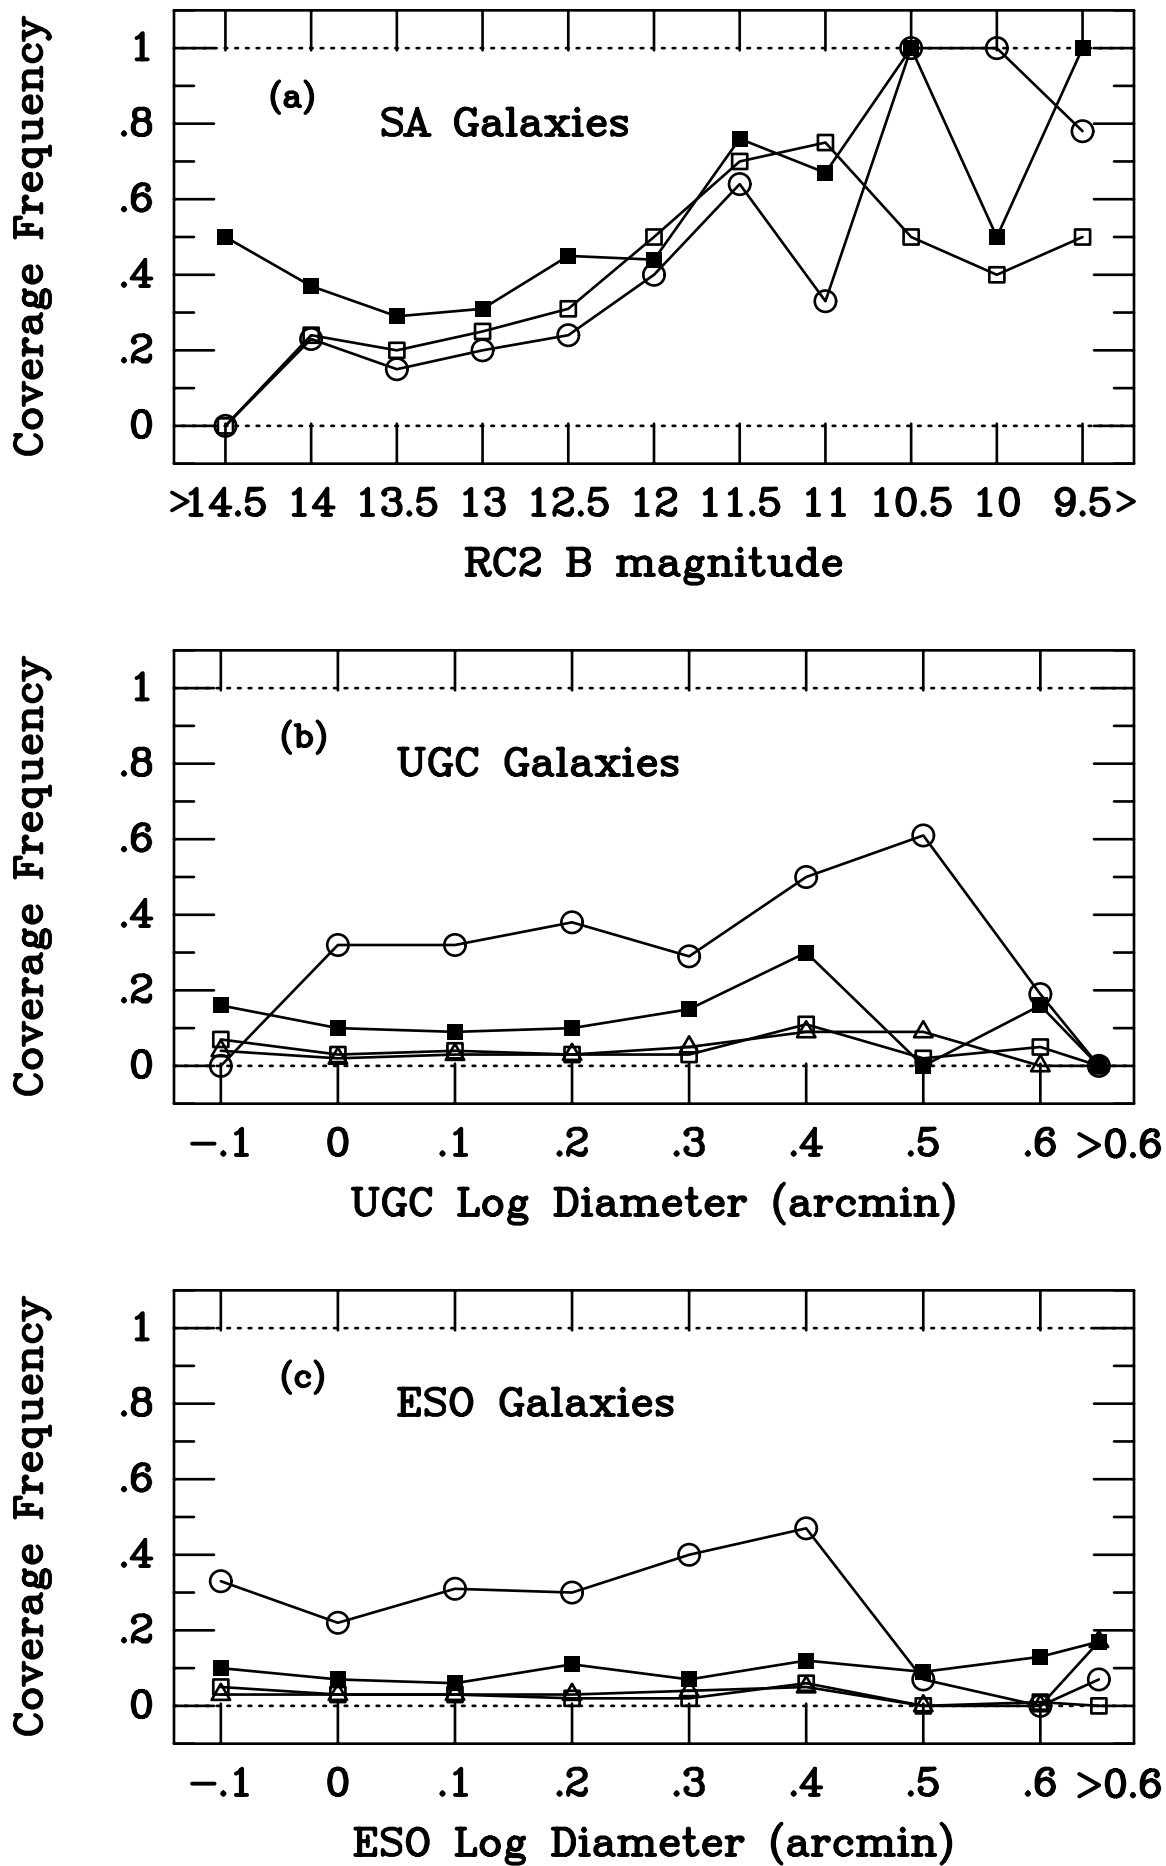 Coverage Frequency
1
.8
.6
.4
.2
0
(a)
SA Galaxies
>14.5 14 13.5 13 12.5 12 11.5 11 10.5 10 9.5>
RC2 B magnitude
Coverage Frequency
1
.8
.6
.4
.2
0
(b)
UGC Galaxies
-.1 0 .1 .2 .3 .4 .5 .6 >0.6
UGC Log Diameter (arcmin)
Coverage Frequency
1
.8
.6
.4
.2
0
(c)
ESO Galaxies
-.1 0 .1 .2 .3 .4 .5 .6 >0.6
ESO Log Diameter (arcmin)